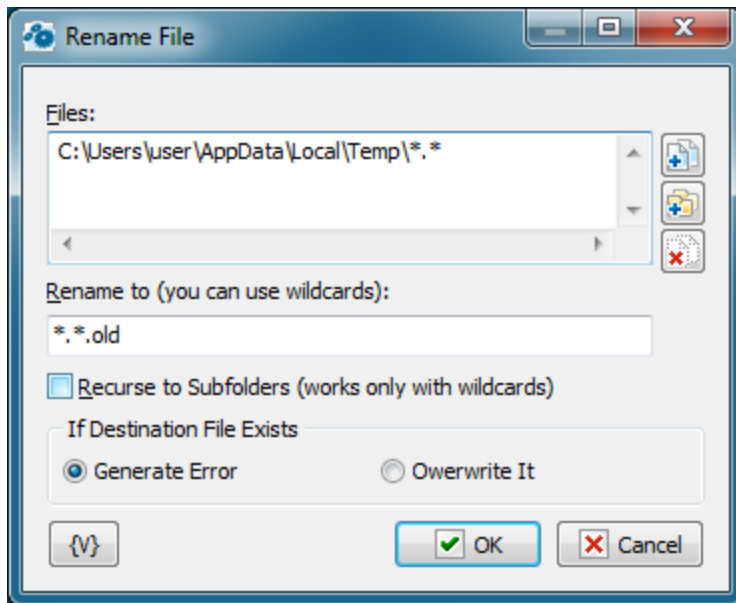 Rename File
Files:
C:\Users\user\AppData\Local\Temp\*.*
Rename to (you can use wildcards):
*.*.old
Recurse to Subfolders (works only with wildcards)
If Destination File Exists
Generate Error
Owerwrite It
{V}
OK
Cancel